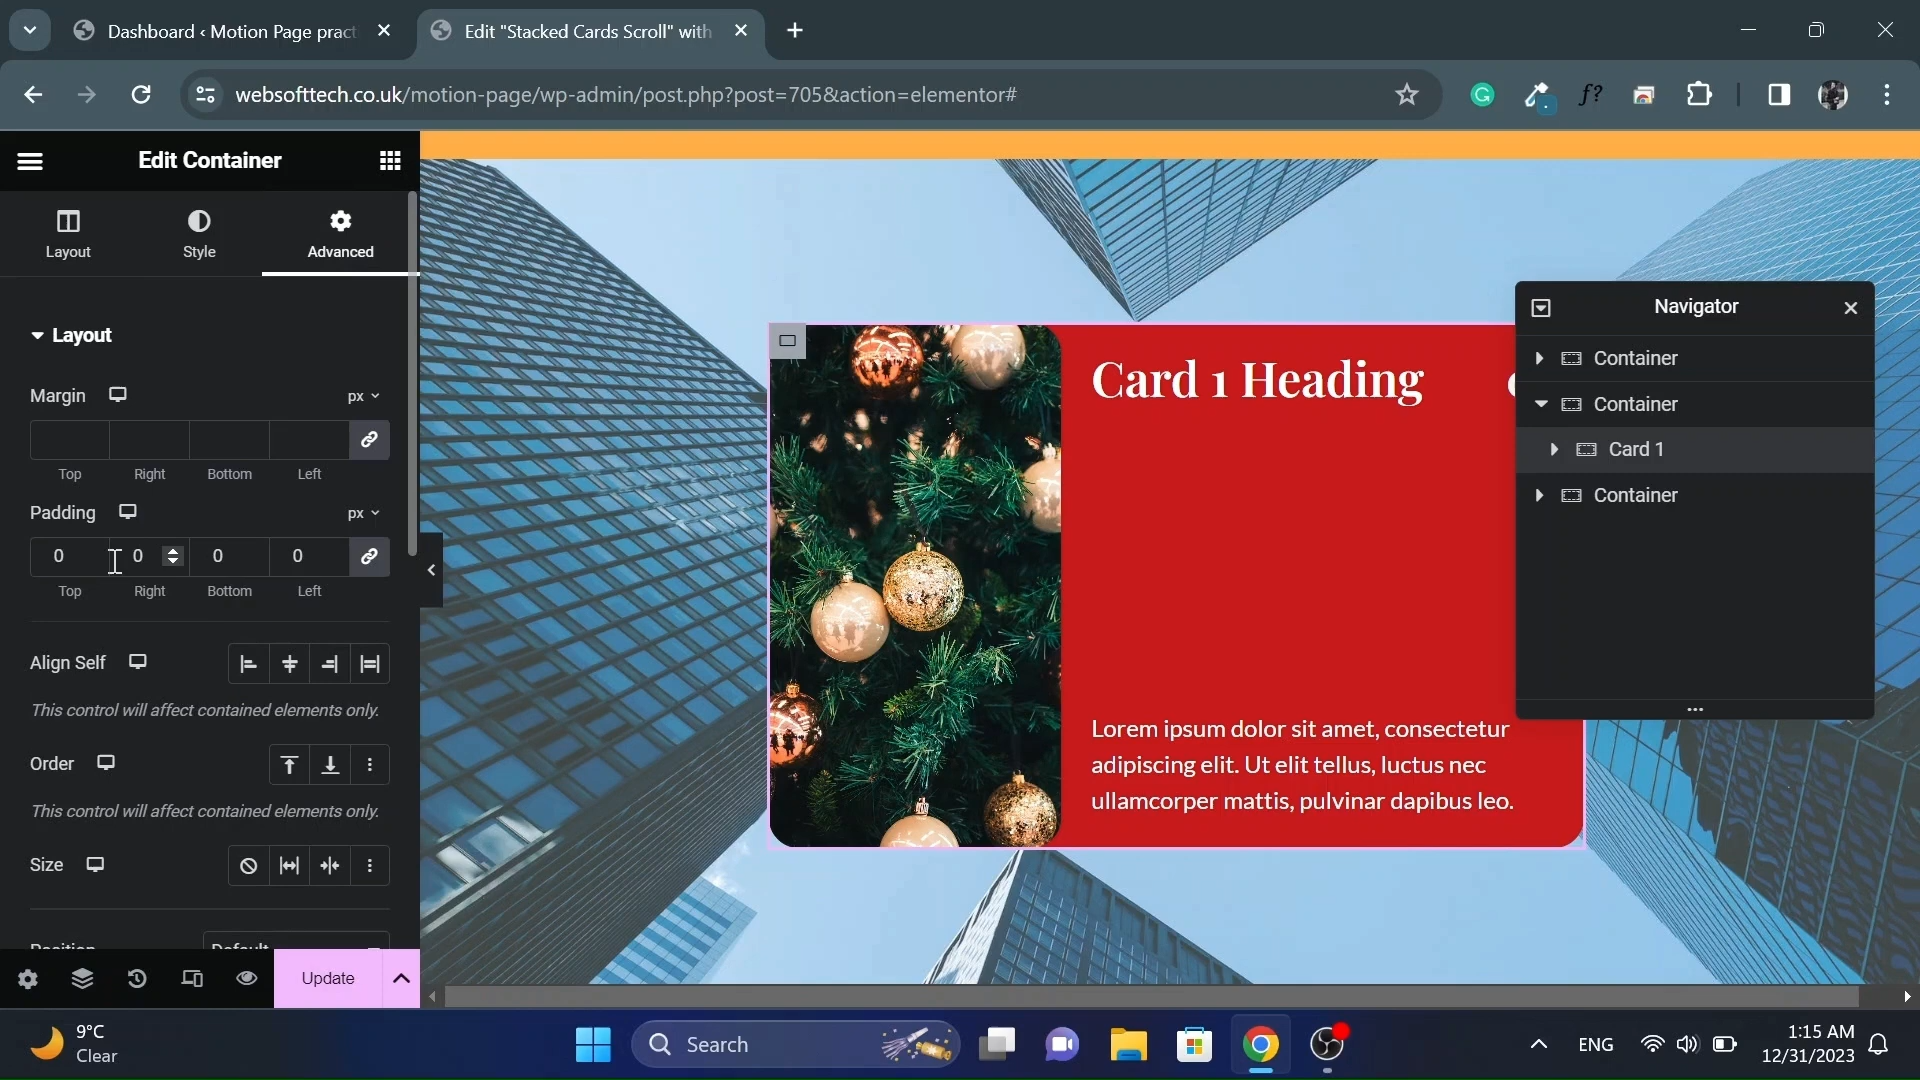 Dashboard ‹ Motion Page pract
Edit "Stacked Cards Scroll" with
websofttech.co.uk/motion-page/wp-admin/post.php?post=705&action=elementor#
f?
Edit Container
Layout
Style
Advanced
Layout
Margin
px
Top
Right
Bottom
Left
Padding
px
0
0
0
0
Top
Right
Bottom
Left
Align Self
This control will affect contained elements only.
Order
This control will affect contained elements only.
Size
Position
Default
Update
Card 1 Heading
Lorem ipsum dolor sit amet, consectetur
adipiscing elit. Ut elit tellus, luctus nec
ullamcorper mattis, pulvinar dapibus leo.
Navigator
Container
Container
Card 1
Container
9°C
Clear
Search
ENG
1:15 AM
12/31/2023